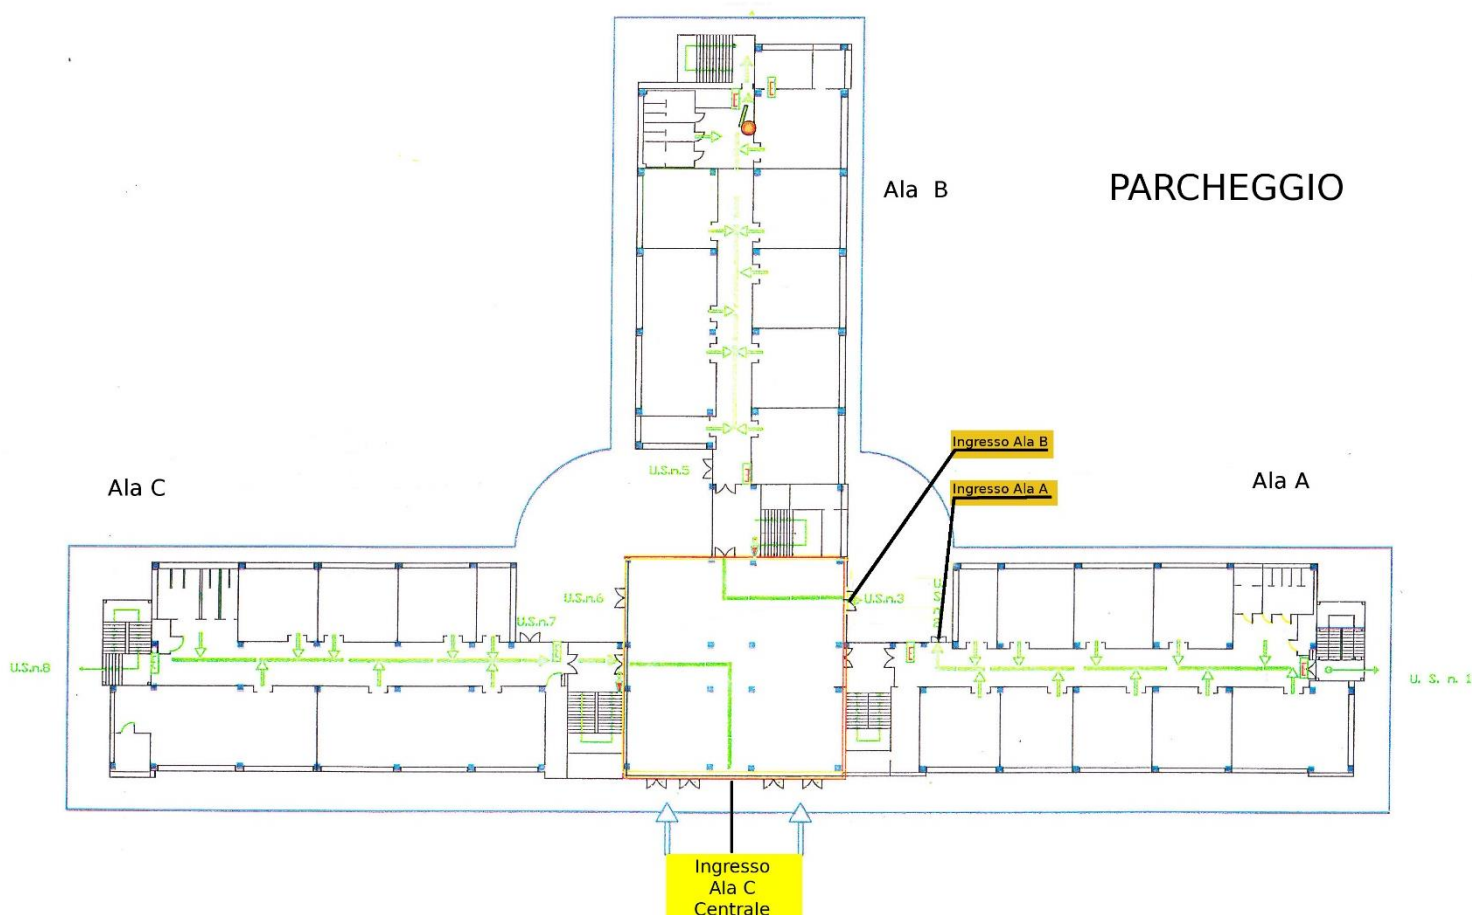 Ala B
PARCHEGGIO
Ingresso Ala B
U.S.n.5
Ala C
Ingresso Ala A
Ala A
U.S.n.6
U.S.n.3
U.S.n.7
U.S.n.8
U. S. n. 1
Ingresso
Ala C
Centrale